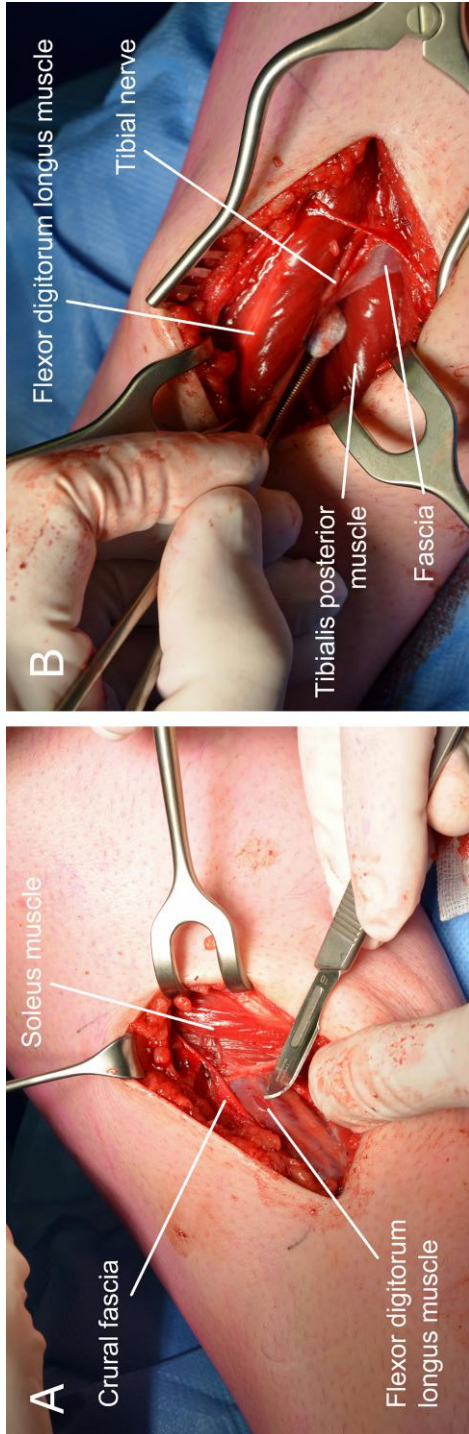 A
Crural fascia
Soleus muscle
Flexor digitorum
longus muscle
B
Flexor digitorum longus muscle
Tibial nerve
Tibialis posterior
muscle
Fascia